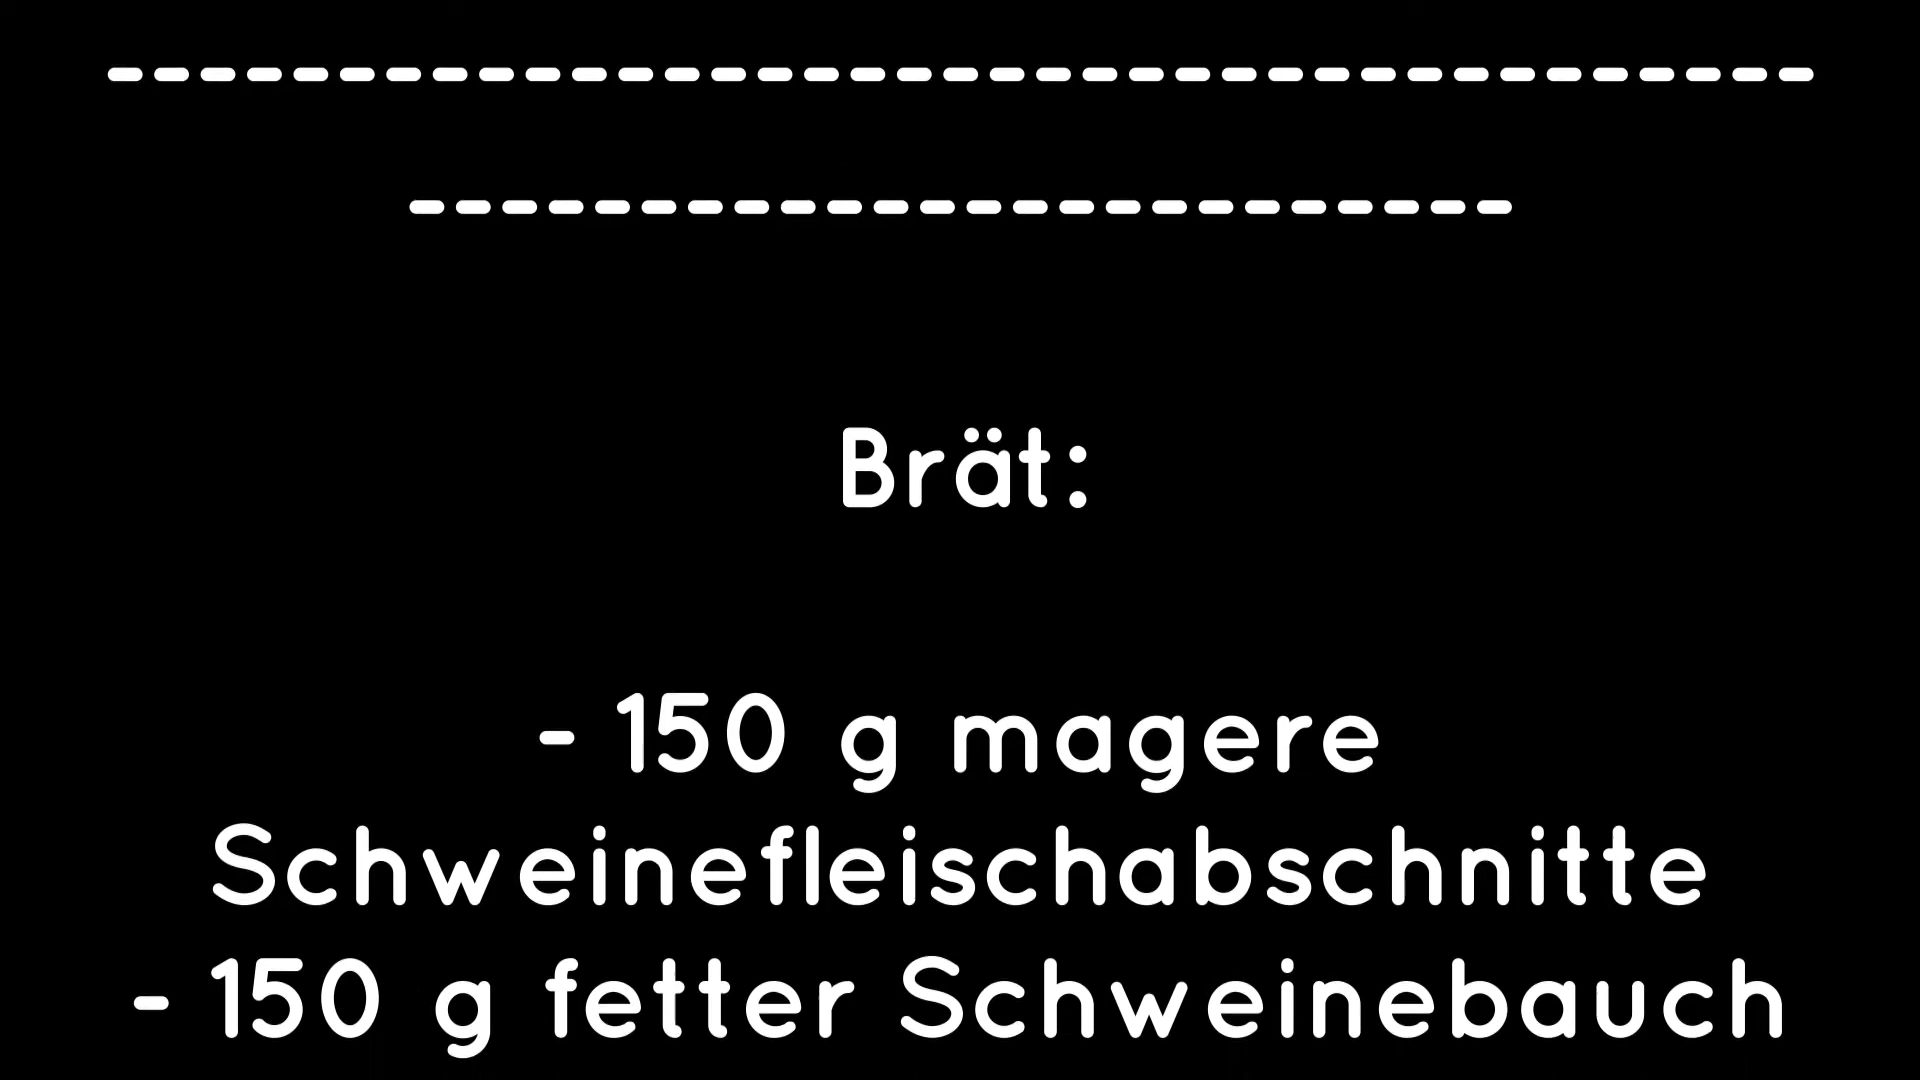 -------------------------------------
------------------------
Brät:
- 150 g magere
Schweinefleischabschnitte
- 150 g fetter Schweinebauch